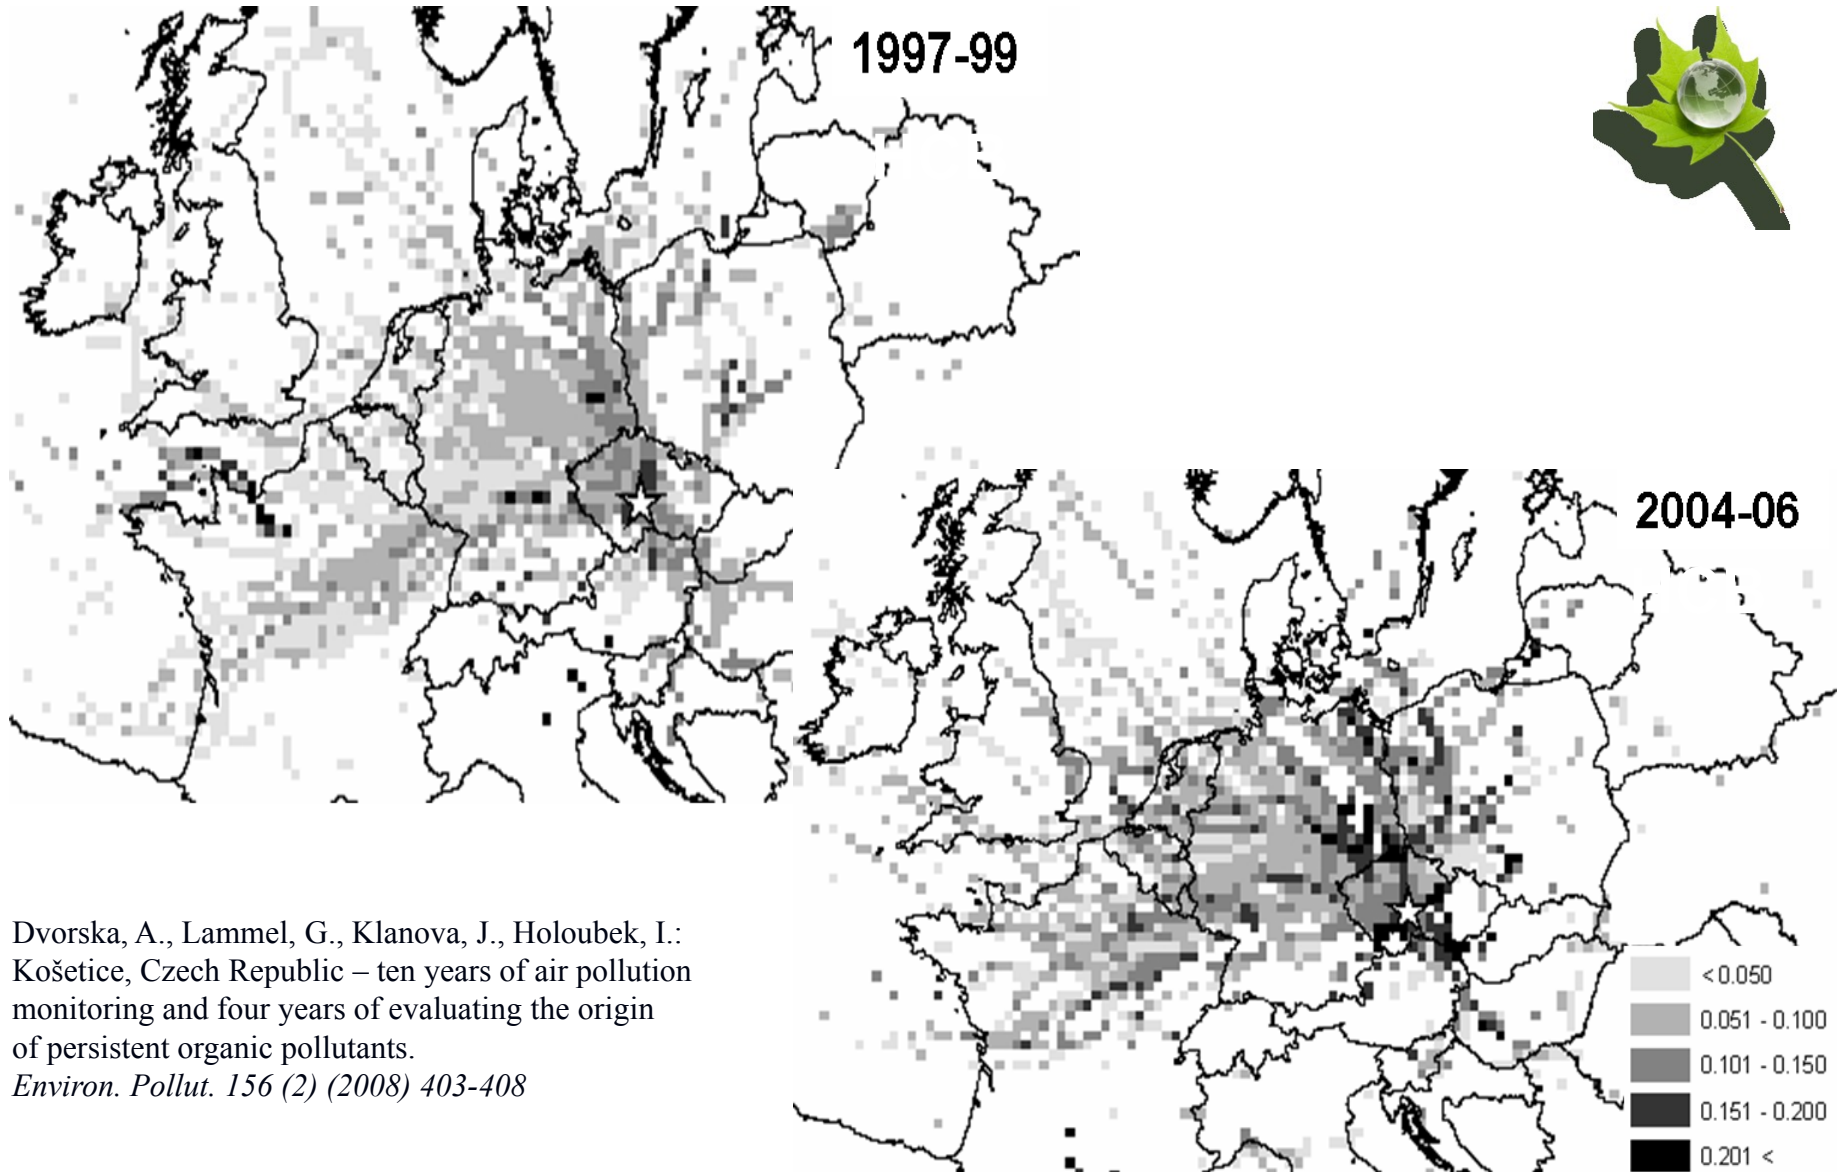 1997-99
2004-06
Dvorska, A., Lammel, G., Klanova, J., Holoubek, I.:
Košetice, Czech Republic – ten years of air pollution
monitoring and four years of evaluating the origin
of persistent organic pollutants.
Environ. Pollut. 156 (2) (2008) 403-408
< 0.050
0.051 - 0.100
0.101 - 0.150
0.151 - 0.200
0.201 <